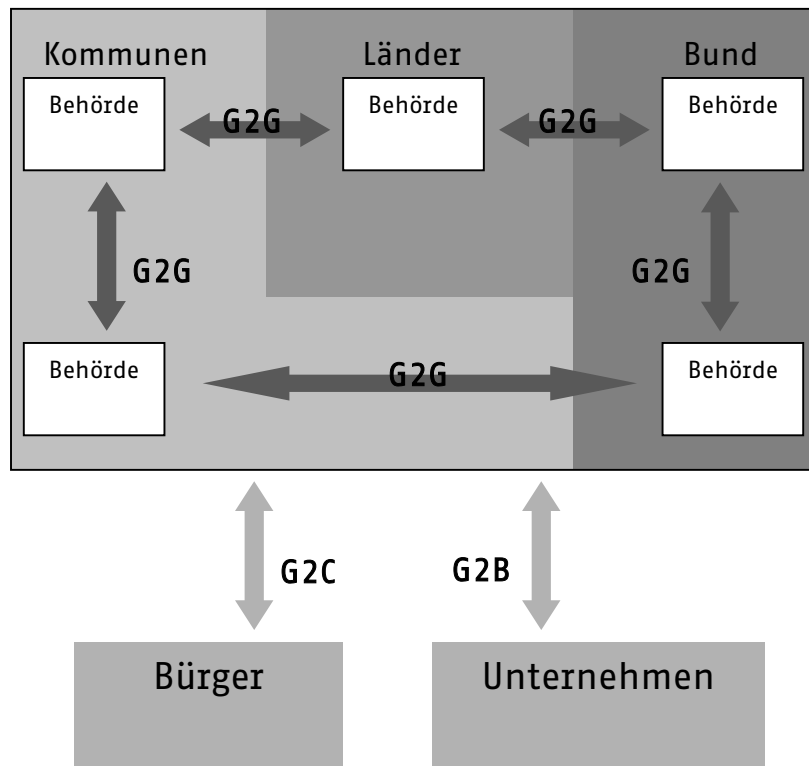 Kommunen
Länder
Bund
Behörde
G2G
Behörde
G2G
Behörde
G2G
G2G
Behörde
G2G
Behörde
G2C
G2B
Bürger
Unternehmen